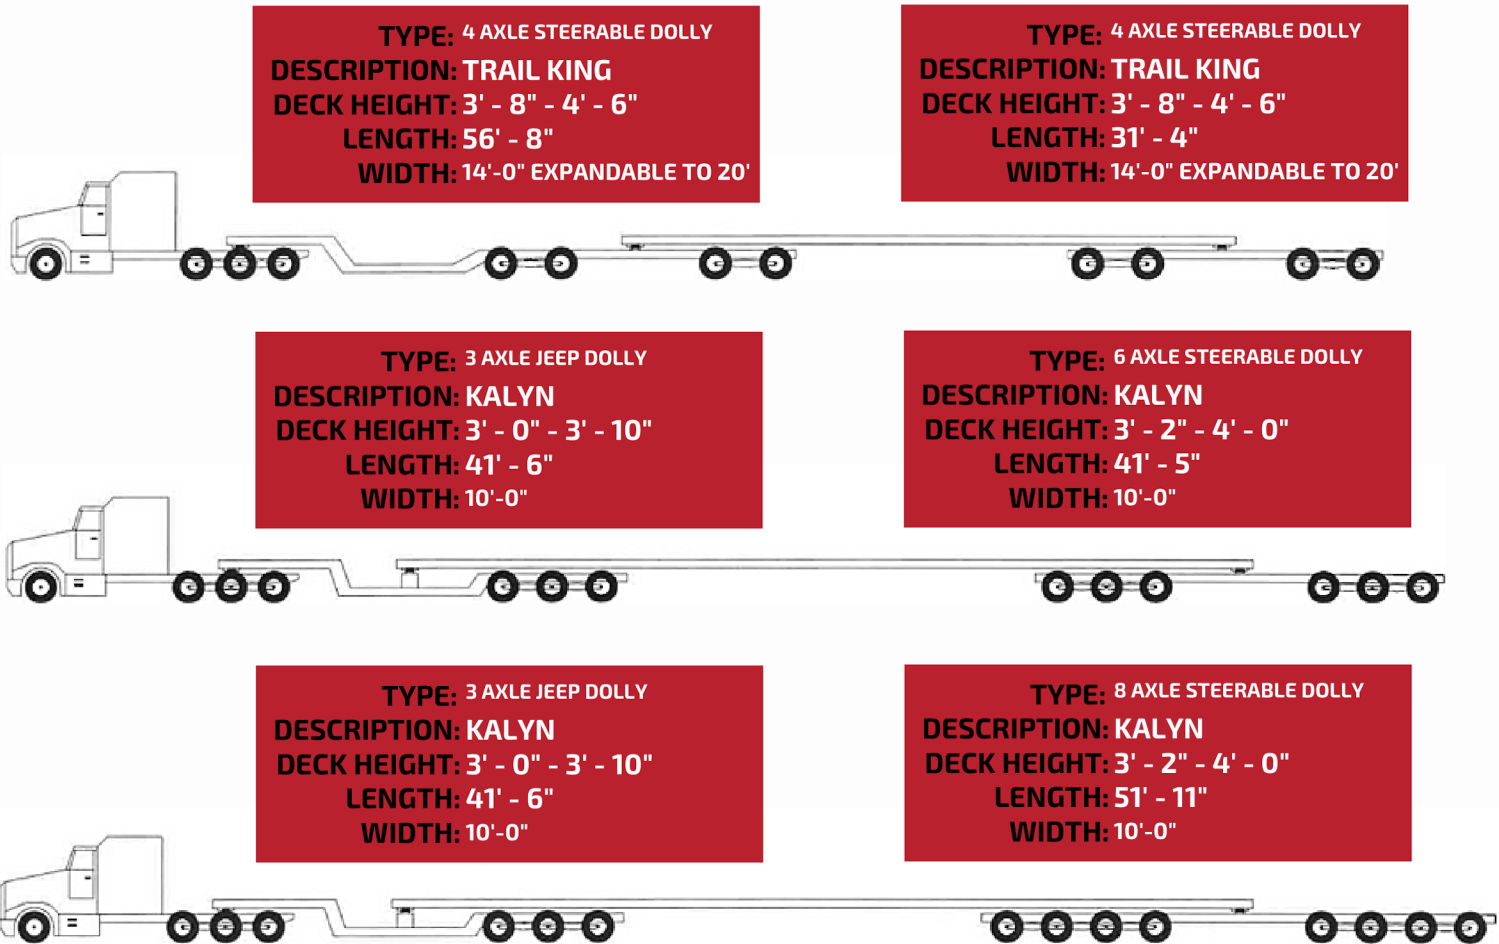 TYPE: 4 AXLE STEERABLE DOLLY
DESCRIPTION: TRAIL KING
DECK HEIGHT: 3' - 8" - 4' - 6"
LENGTH: 56' - 8"
WIDTH: 14'-0" EXPANDABLE TO 20'
TYPE: 4 AXLE STEERABLE DOLLY
DESCRIPTION: TRAIL KING
DECK HEIGHT: 3' - 8" - 4' - 6"
LENGTH: 31' - 4"
WIDTH: 14'-0" EXPANDABLE TO 20'
TYPE: 3 AXLE JEEP DOLLY
DESCRIPTION: KALYN
DECK HEIGHT: 3' - 0" - 3' - 10"
LENGTH: 41' - 6"
WIDTH: 10'-0"
TYPE: 6 AXLE STEERABLE DOLLY
DESCRIPTION: KALYN
DECK HEIGHT: 3' - 2" - 4' - 0"
LENGTH: 41' - 5"
WIDTH: 10'-0"
TYPE: 3 AXLE JEEP DOLLY
DESCRIPTION: KALYN
DECK HEIGHT: 3' - 0" - 3' - 10"
LENGTH: 41' - 6"
WIDTH: 10'-0"
TYPE: 8 AXLE STEERABLE DOLLY
DESCRIPTION: KALYN
DECK HEIGHT: 3' - 2" - 4' - 0"
LENGTH: 51' - 11"
WIDTH: 10'-0"